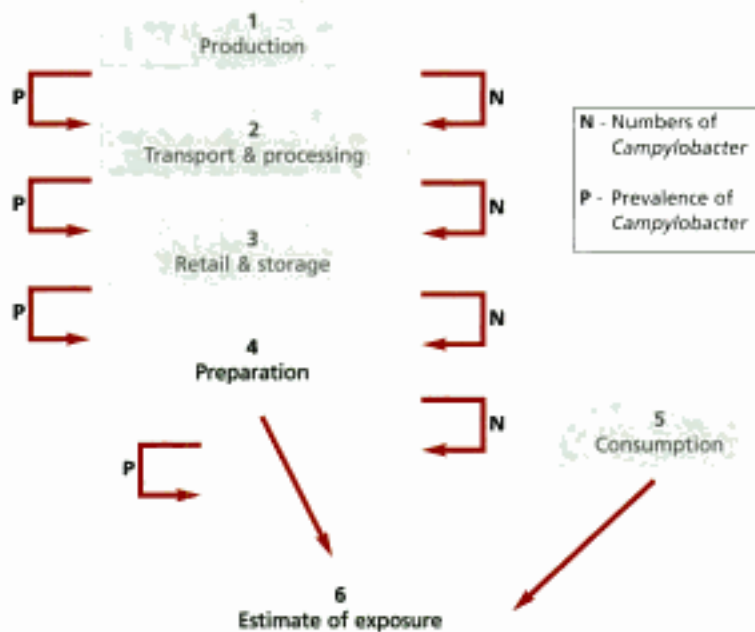 1
Production
P
N
2
Transport & processing
N - Numbers of
Campylobacter
P - Prevalence of
Campylobacter
P
N
3
Retail & storage
P
N
4
Preparation
N
5
Consumption
P
6
Estimate of exposure